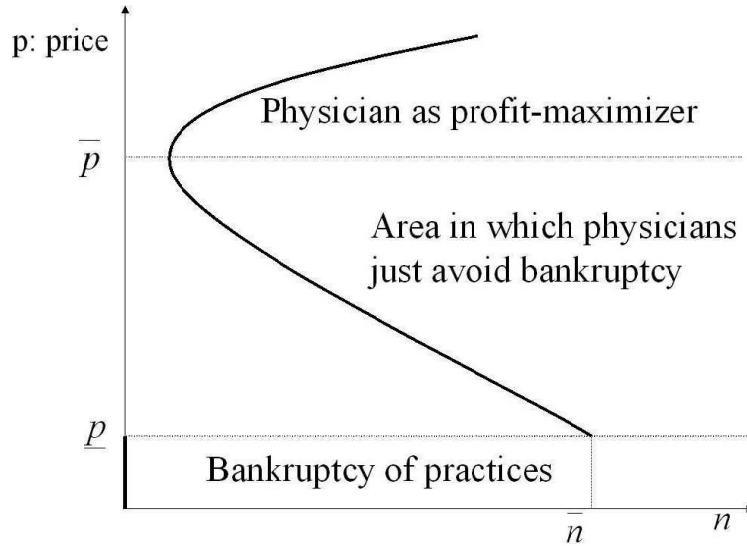 p: price
Physician as profit-maximizer
p̅
Area in which physicians
just avoid bankruptcy
p̲
Bankruptcy of practices
n̅
n